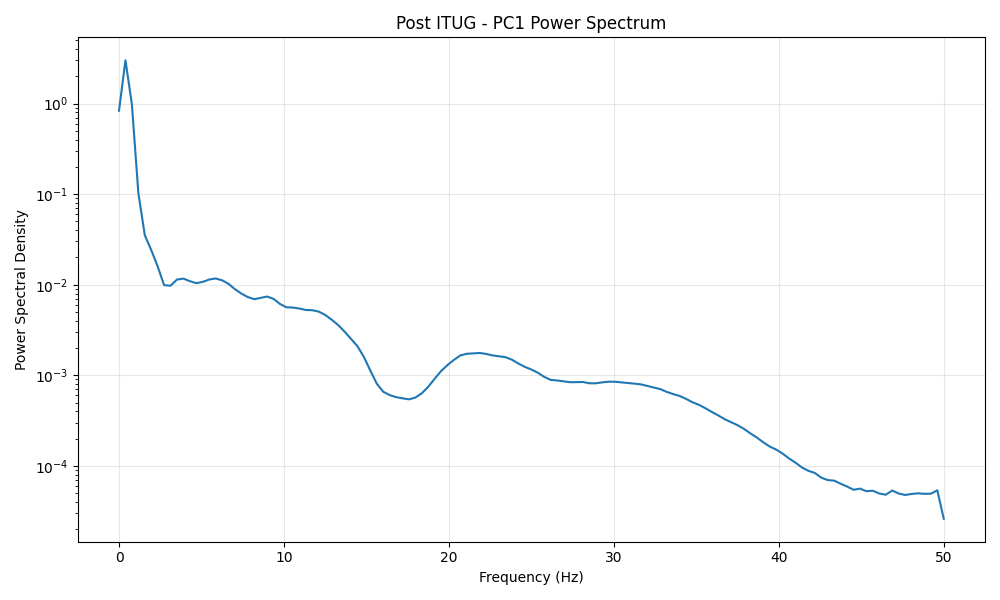 Post ITUG - PC1 Power Spectrum
Power Spectral Density
10⁰
10⁻¹
10⁻²
10⁻³
10⁻⁴
0 10 20 30 40 50
Frequency (Hz)